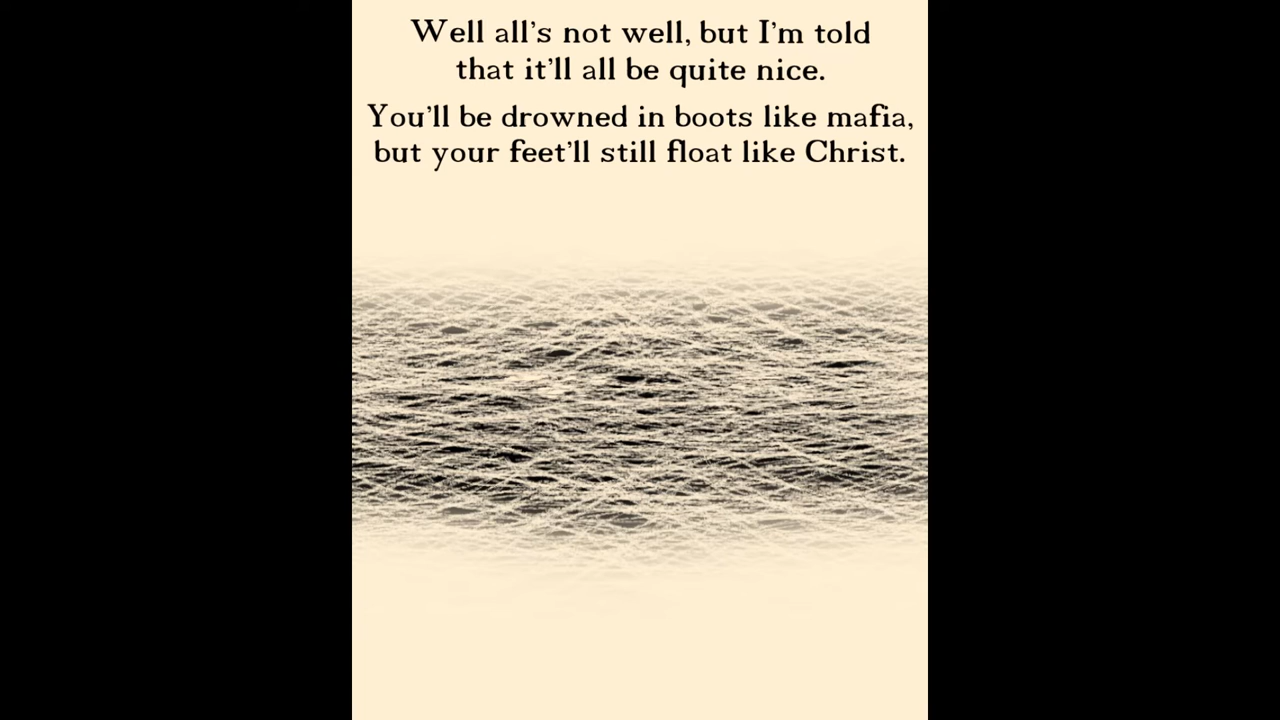 Well all's not well, but I'm told
that it'll all be quite nice.
You'll be drowned in boots like mafia,
but your feet'll still float like Christ.